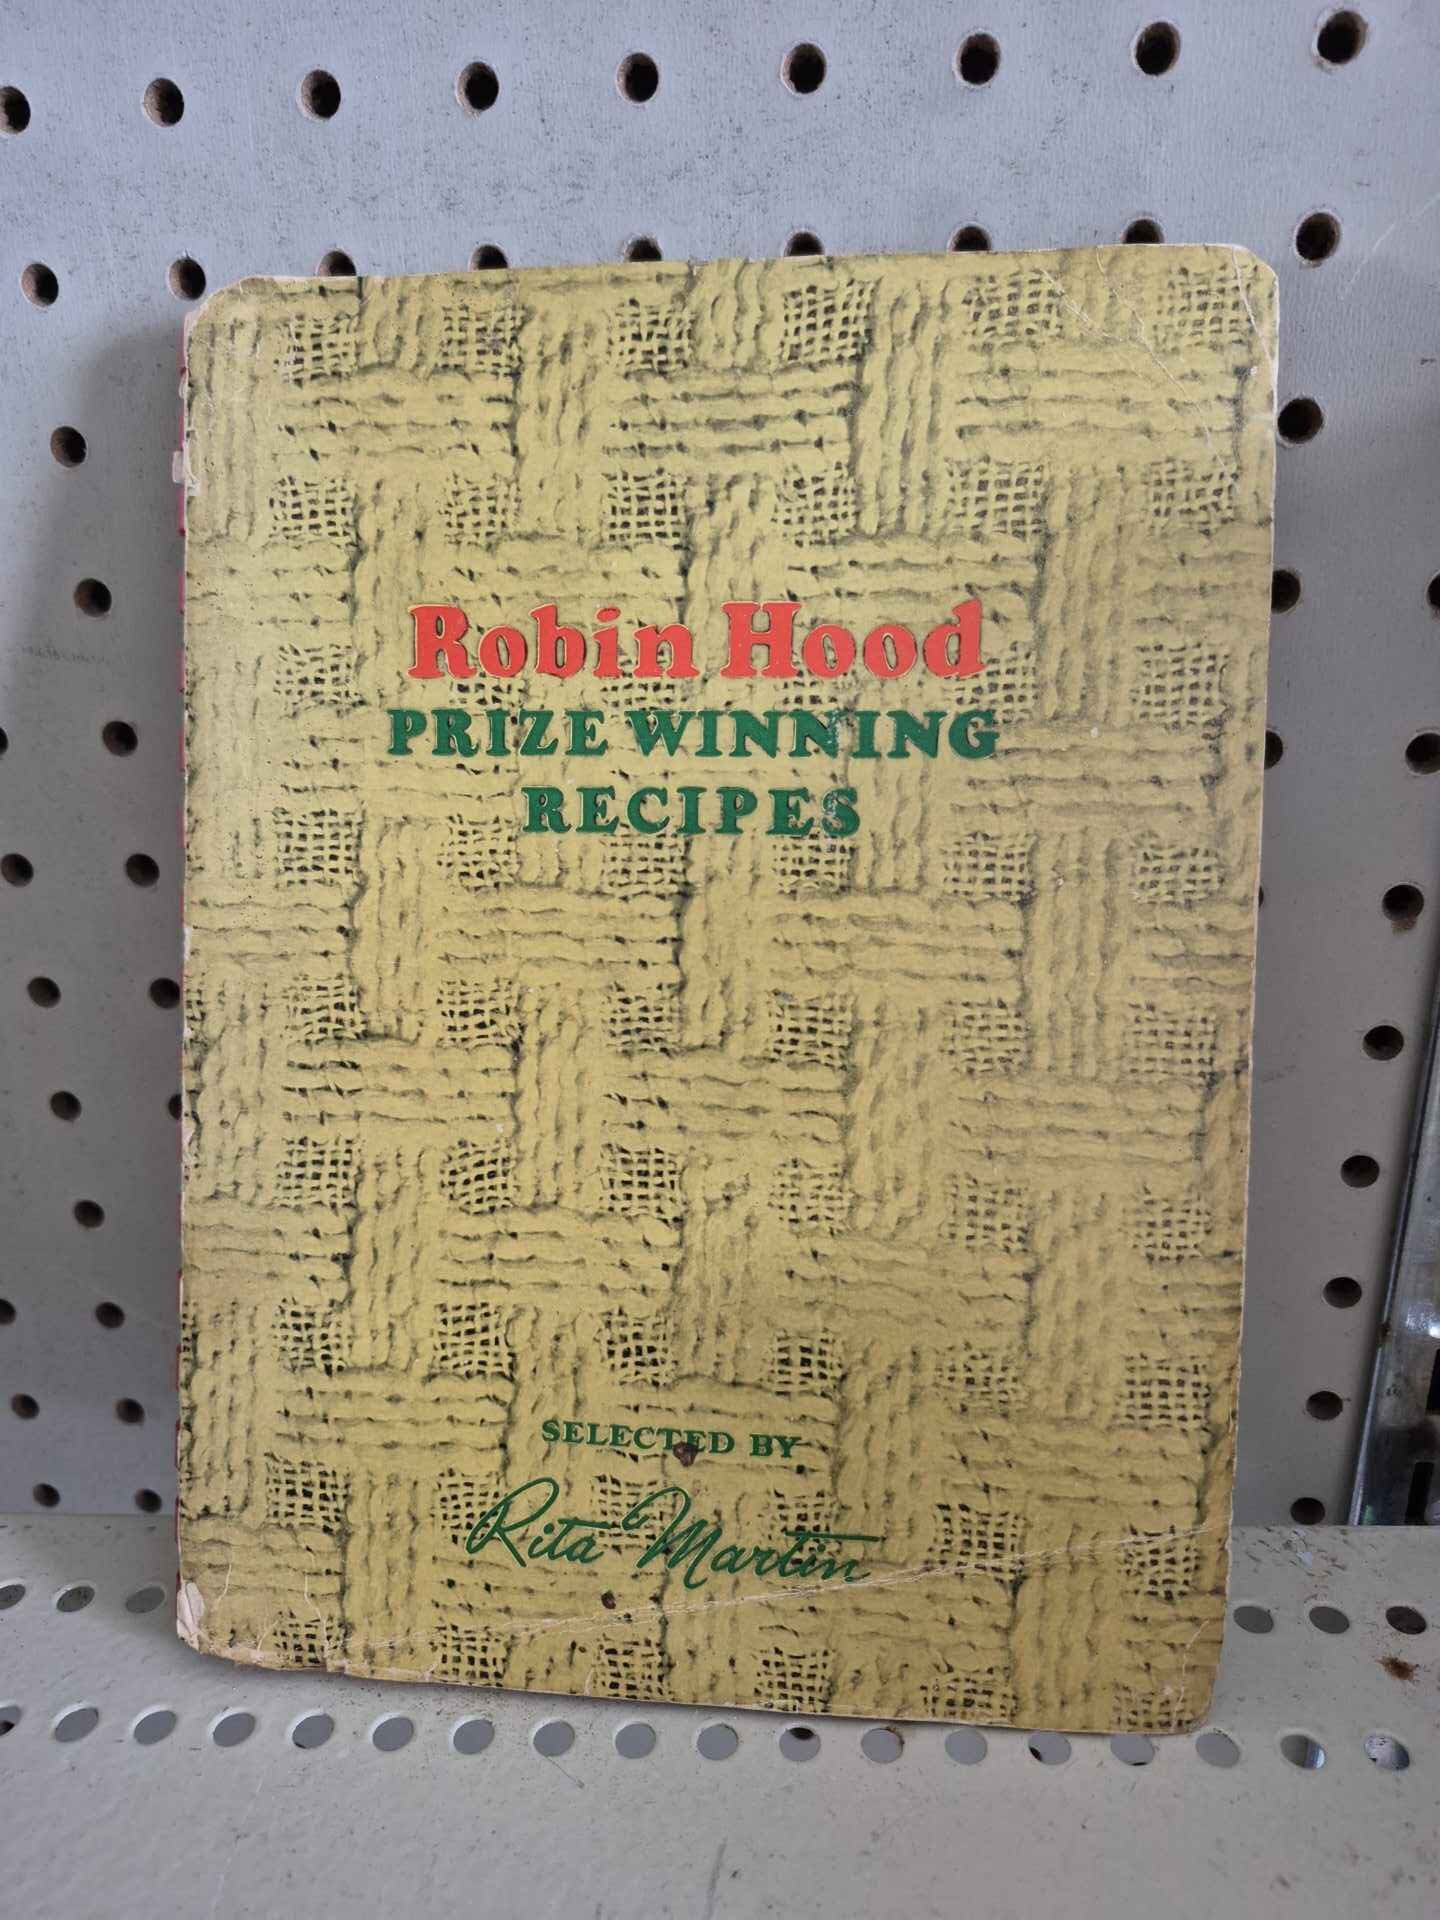 Robin Hood
PRIZE WINNING
RECIPES
SELECTED BY
Rita Martin